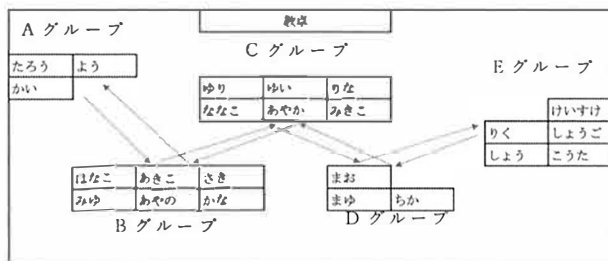 教卓
Aグループ
たろう よう
かい
Cグループ
ゆり ゆい りな
ななこ あやか みきこ
Eグループ
けいすけ
りく しょうご
しょう こうた
はなこ あきこ さき
みゆ あやの かな
Bグループ
まお
まゆ ちか
Dグループ